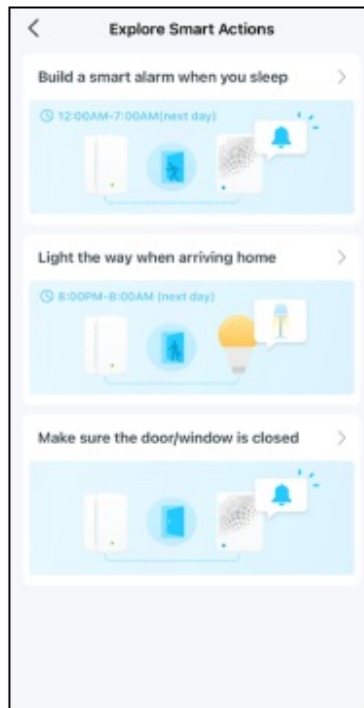 Explore Smart Actions
Build a smart alarm when you sleep
12:00AM-7:00AM(next day)
Light the way when arriving home
8:00PM-8:00AM (next day)
Make sure the door/window is closed